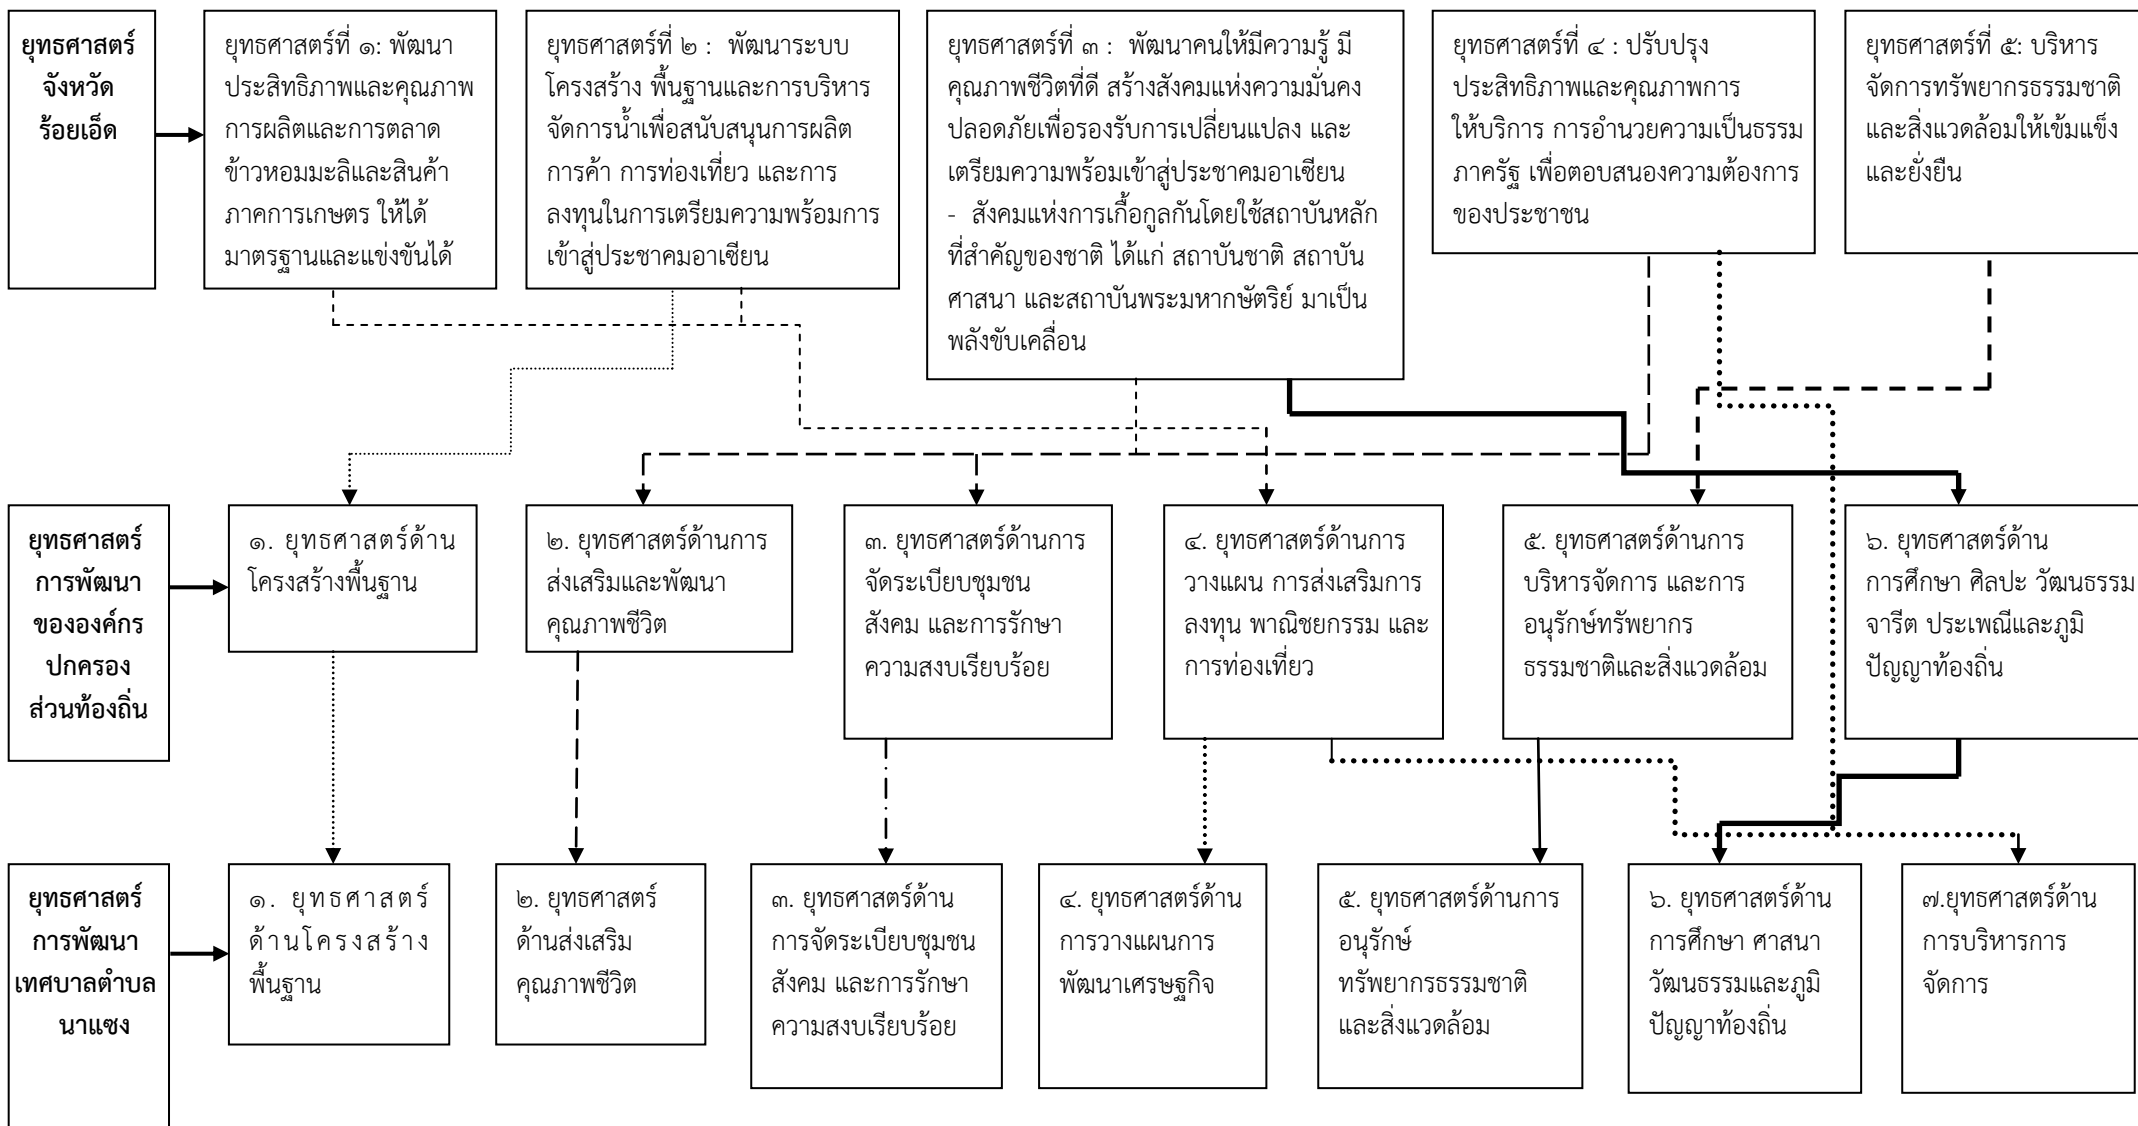 ยุทธศาสตร์
จังหวัด
ร้อยเอ็ด
ยุทธศาสตร์ที่ ๑: พัฒนา
ประสิทธิภาพและคุณภาพ
การผลิตและการตลาด
ข้าวหอมมะลิและสินค้า
ภาคการเกษตร ให้ได้
มาตรฐานและแข่งขันได้
ยุทธศาสตร์ที่ ๒ : พัฒนาระบบ
โครงสร้าง พื้นฐานและการบริหาร
จัดการน้ำเพื่อสนับสนุนการผลิต
การค้า การท่องเที่ยว และการ
ลงทุนในการเตรียมความพร้อมการ
เข้าสู่ประชาคมอาเซียน
ยุทธศาสตร์ที่ ๓ : พัฒนาคนให้มีความรู้ มี
คุณภาพชีวิตที่ดี สร้างสังคมแห่งความมั่นคง
ปลอดภัยเพื่อรองรับการเปลี่ยนแปลง และ
เตรียมความพร้อมเข้าสู่ประชาคมอาเซียน
- สังคมแห่งการเกื้อกูลกันโดยใช้สถาบันหลัก
ที่สำคัญของชาติ ได้แก่ สถาบันชาติ สถาบัน
ศาสนา และสถาบันพระมหากษัตริย์ มาเป็น
พลังขับเคลื่อน
ยุทธศาสตร์ที่ ๔ : ปรับปรุง
ประสิทธิภาพและคุณภาพการ
ให้บริการ การอำนวยความเป็นธรรม
ภาครัฐ เพื่อตอบสนองความต้องการ
ของประชาชน
ยุทธศาสตร์ที่ ๕: บริหาร
จัดการทรัพยากรธรรมชาติ
และสิ่งแวดล้อมให้เข้มแข็ง
และยั่งยืน
ยุทธศาสตร์
การพัฒนา
ขององค์กร
ปกครอง
ส่วนท้องถิ่น
๑. ยุทธศาสตร์ด้าน
โครงสร้างพื้นฐาน
๒. ยุทธศาสตร์ด้านการ
ส่งเสริมและพัฒนา
คุณภาพชีวิต
๓. ยุทธศาสตร์ด้านการ
จัดระเบียบชุมชน
สังคม และการรักษา
ความสงบเรียบร้อย
๔. ยุทธศาสตร์ด้านการ
วางแผน การส่งเสริมการ
ลงทุน พาณิชยกรรม และ
การท่องเที่ยว
๕. ยุทธศาสตร์ด้านการ
บริหารจัดการ และการ
อนุรักษ์ทรัพยากร
ธรรมชาติและสิ่งแวดล้อม
๖. ยุทธศาสตร์ด้าน
การศึกษา ศิลปะ วัฒนธรรม
จารีต ประเพณีและภูมิ
ปัญญาท้องถิ่น
ยุทธศาสตร์
การพัฒนา
เทศบาลตำบล
นาแซง
๑. ยุทธศาสตร์
ด้านโครงสร้าง
พื้นฐาน
๒. ยุทธศาสตร์
ด้านส่งเสริม
คุณภาพชีวิต
๓. ยุทธศาสตร์ด้าน
การจัดระเบียบชุมชน
สังคม และการรักษา
ความสงบเรียบร้อย
๔. ยุทธศาสตร์ด้าน
การวางแผนการ
พัฒนาเศรษฐกิจ
๕. ยุทธศาสตร์ด้านการ
อนุรักษ์
ทรัพยากรธรรมชาติ
และสิ่งแวดล้อม
๖. ยุทธศาสตร์ด้าน
การศึกษา ศาสนา
วัฒนธรรมและภูมิ
ปัญญาท้องถิ่น
๗.ยุทธศาสตร์ด้าน
การบริหารการ
จัดการ